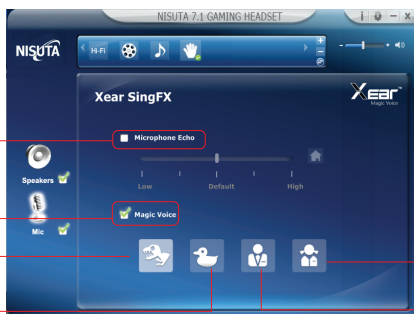 NISUTA 7.1 GAMING HEADSET
NISUTA
Hi-Fi
Xear SingFX
Xear™
Magic Voice
Microphone Echo
Low Default High
Speakers
Magic Voice
Mic